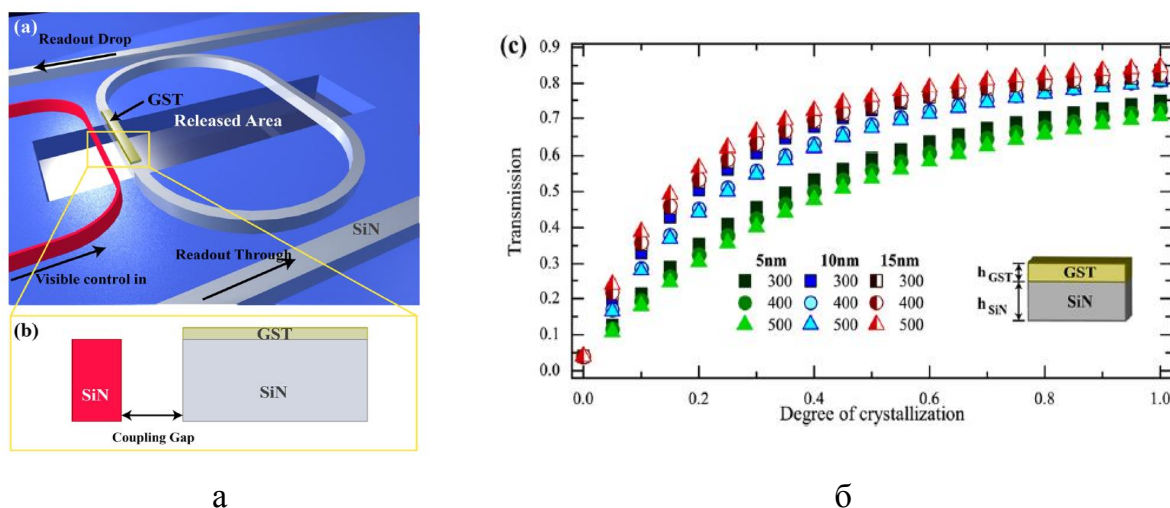 (a)
Readout Drop
GST
Released Area
SiN
Readout Through
Visible control in
(b)
GST
SiN
SiN
Coupling Gap
а
(c)
0.9
0.8
0.7
0.6
0.5
0.4
0.3
0.2
0.1
0.0
Transmission
5nm 10nm 15nm
300 300 300
400 400 400
500 500 500
hGST
GST
hSiN
SiN
0.0 0.2 0.4 0.6 0.8 1.0
Degree of crystallization
б